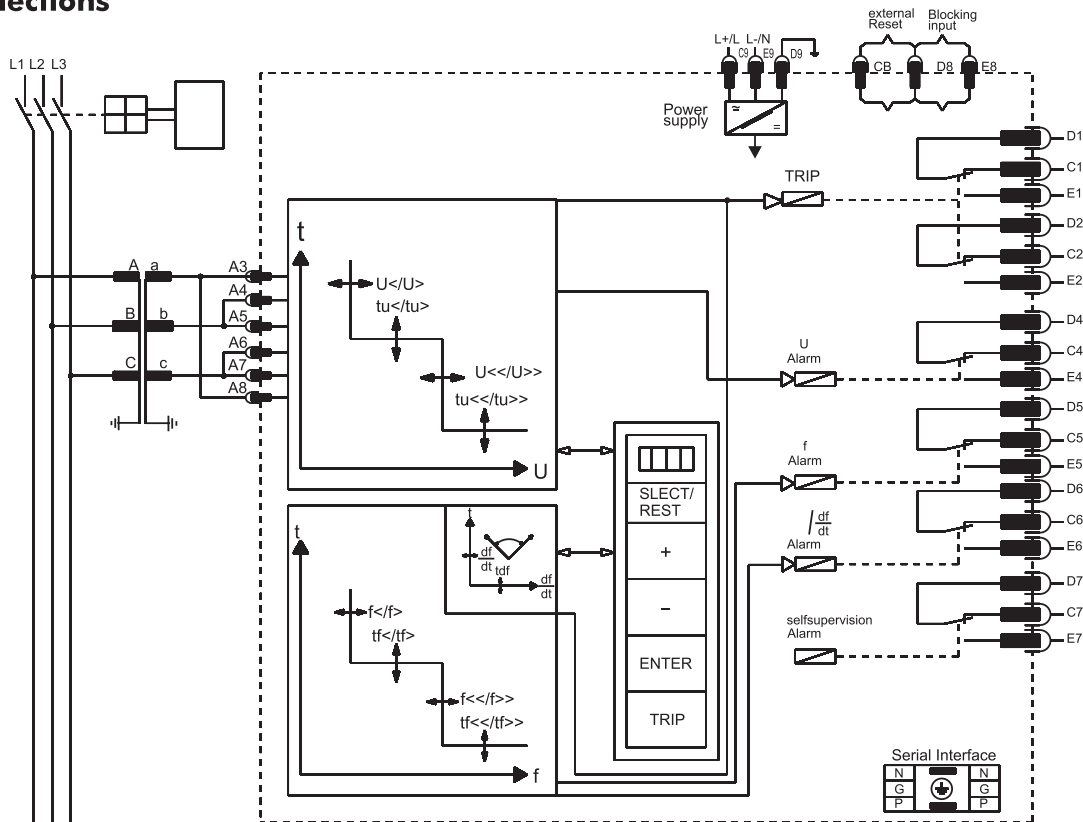 lections
external
Reset
Blocking
input
L+/L L-/N
C9 E9 D9
CB D8 E8
L1 L2 L3
Power
supply
≃
=
D1
TRIP
C1
E1
D2
t
C2
A a A3
U</U>
E2
A4
tu</tu>
B b A5
D4
A6
U
Alarm
C4
C c A7
U<</U>>
E4
A8
tu<</tu>>
D5
f
Alarm
C5
U
E5
SLECT/
REST
D6
t
df
dt
tdf
df
dt
t
+
/ df
dt
Alarm
C6
E6
D7
f</f>
tf</tf>
–
selfsupervision
Alarm
C7
E7
ENTER
f<</f>>
tf<</tf>>
TRIP
f
Serial Interface
N N
G G
P P